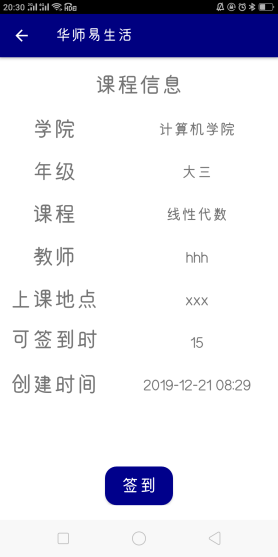 20:30
华师易生活
课程信息
学院 计算机学院
年级 大三
课程 线性代数
教师 hhh
上课地点 xxx
可签到时 15
创建时间 2019-12-21 08:29
签到